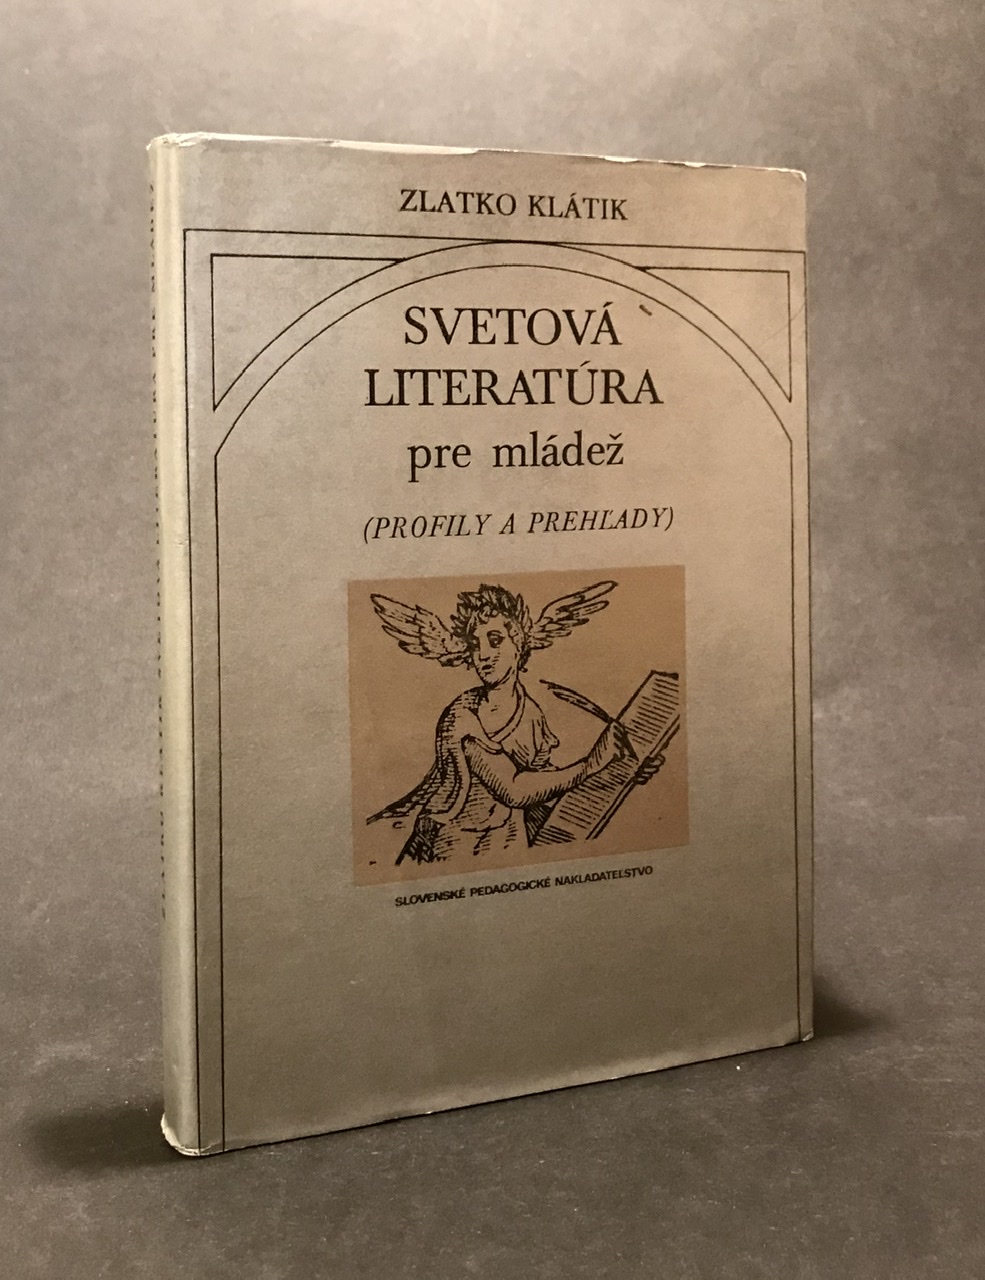 ZLATKO KLÁTIK
SVETOVÁ
LITERATÚRA
pre mládež
(PROFILY A PREHĽADY)
SLOVENSKÉ PEDAGOGICKÉ NAKLADATEĽSTVO